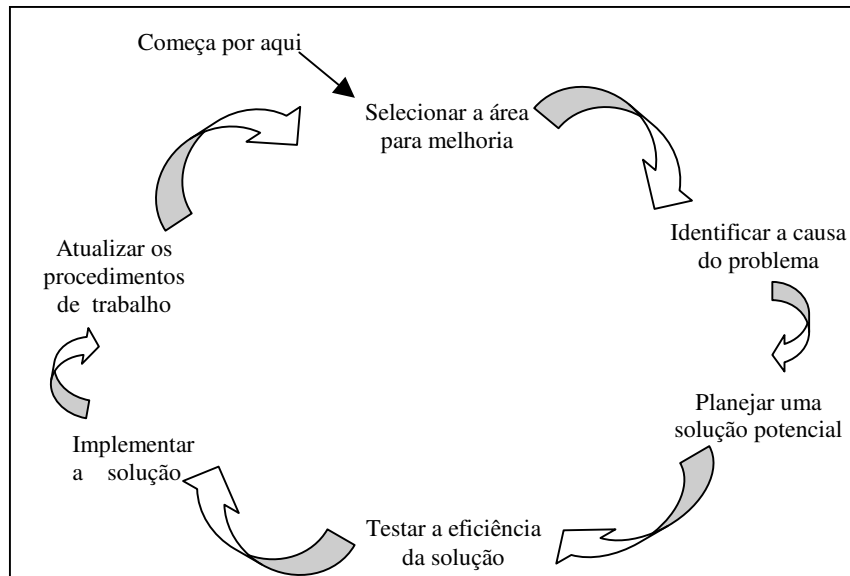 Começa por aqui
Selecionar a área
para melhoria
Identificar a causa
do problema
Planejar uma
solução potencial
Testar a eficiência
da solução
Implementar
a solução
Atualizar os
procedimentos
de trabalho